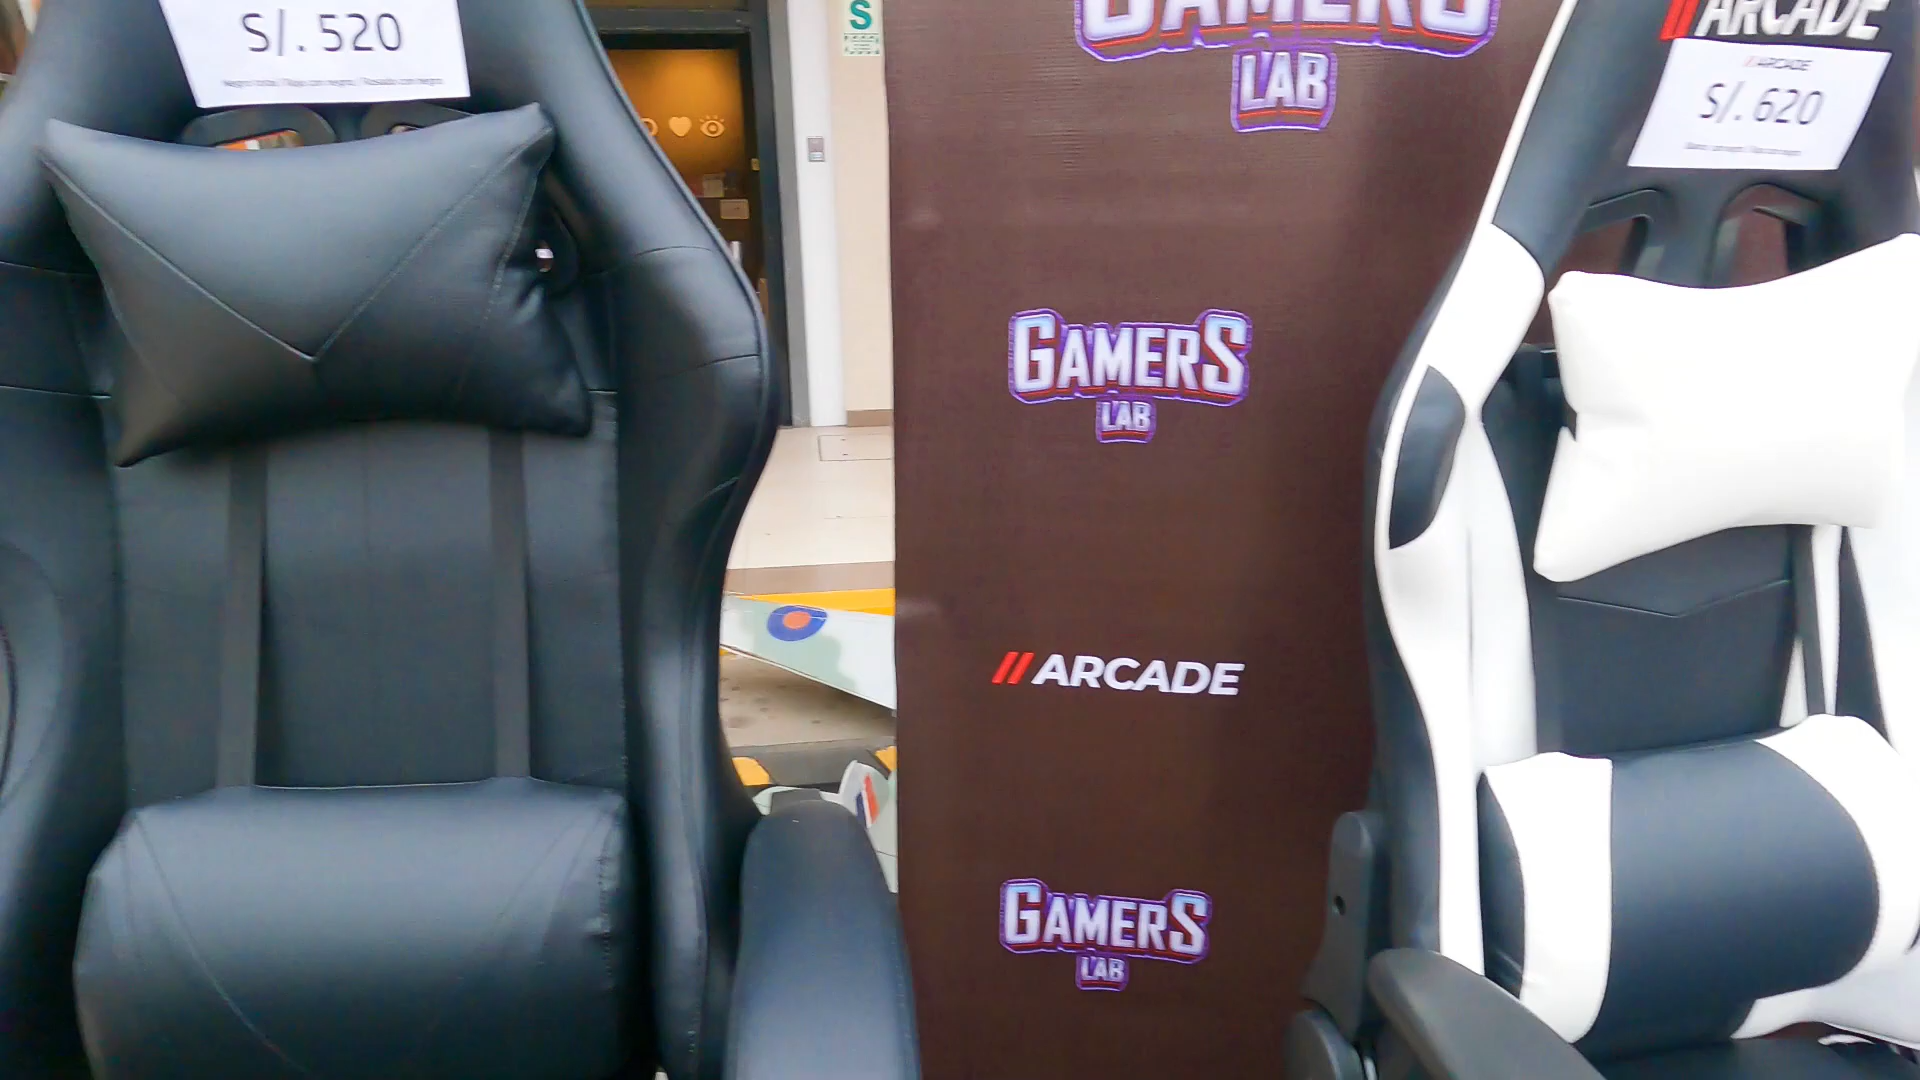 S/. 520
S
GAMERS
LAB
//ARCADE
//ARCADE
S/. 620
GAMERS
LAB
//ARCADE
GAMERS
LAB